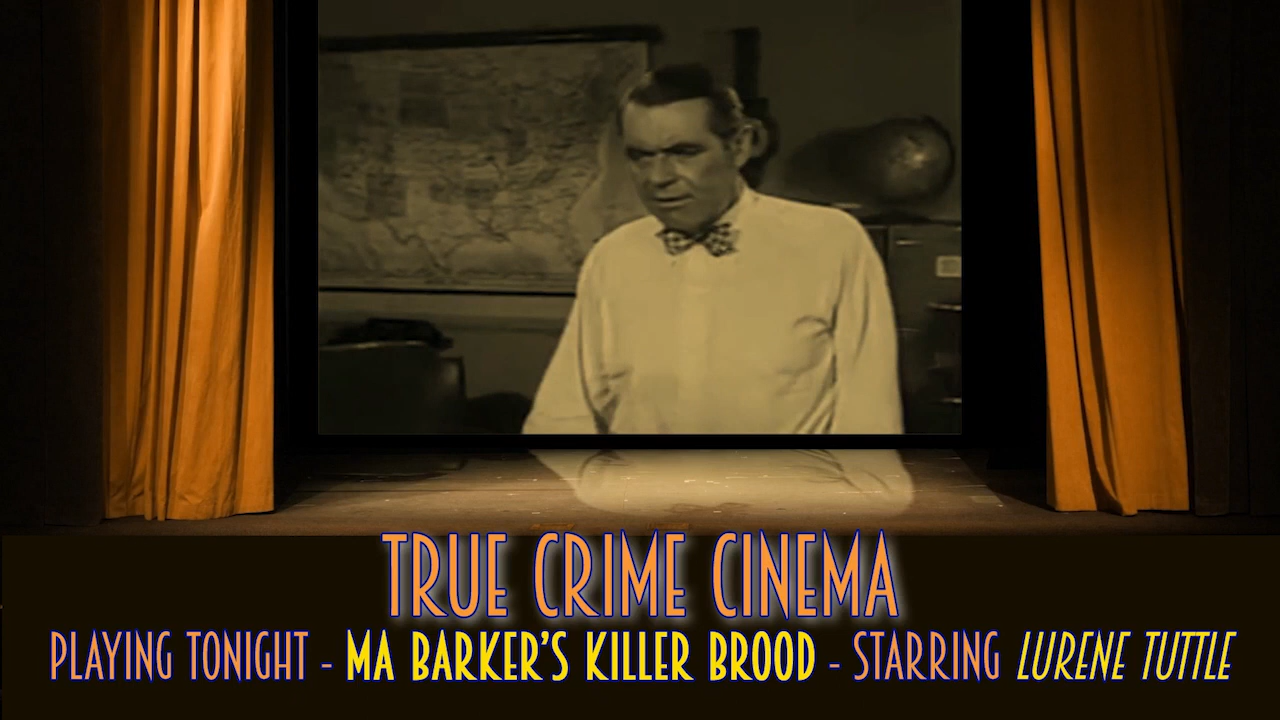 TRUE CRIME CINEMA
PLAYING TONIGHT - MA BARKER'S KILLER BROOD - STARRING LURENE TUTTLE